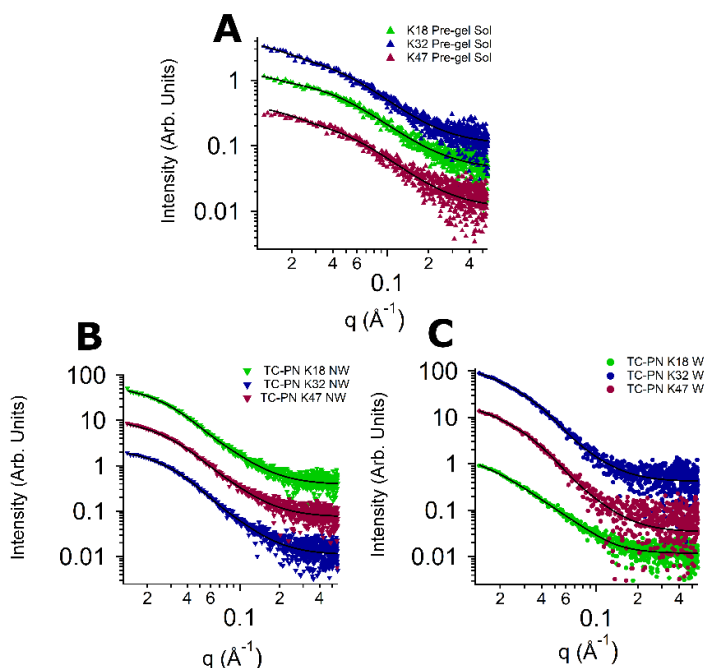 A
K18 Pre-gel Sol
K32 Pre-gel Sol
K47 Pre-gel Sol
Intensity (Arb. Units)
1
0.1
0.01
2 4 6 2 4
0.1
q (Å-1)
B
TC-PN K18 NW
TC-PN K32 NW
TC-PN K47 NW
Intensity (Arb. Units)
100
10
1
0.1
0.01
2 4 6 8 2 4
0.1
q (Å-1)
C
TC-PN K18 W
TC-PN K32 W
TC-PN K47 W
Intensity (Arb. Units)
100
10
1
0.1
0.01
2 4 6 8 2 4
0.1
q (Å-1)